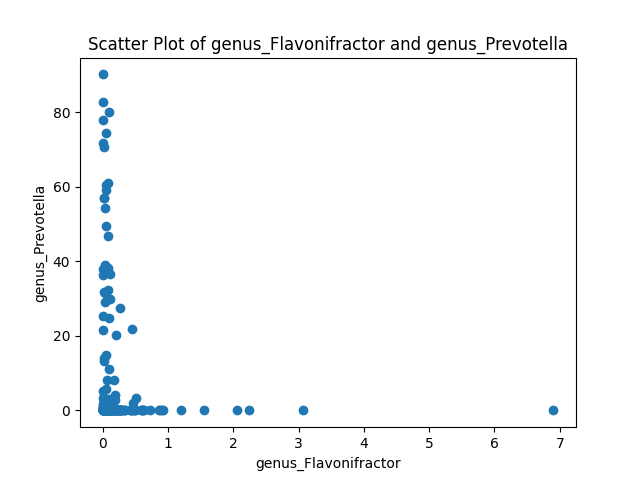 Scatter Plot of genus_Flavonifractor and genus_Prevotella
80
60
40
20
0
genus_Prevotella
0 1 2 3 4 5 6 7
genus_Flavonifractor